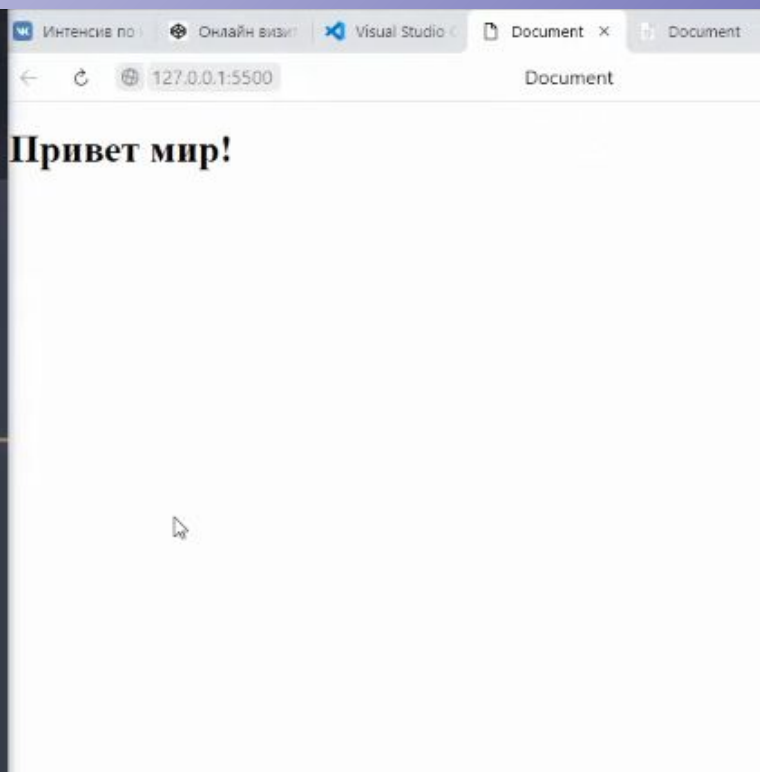 Интенсив по
Онлайн визит
Visual Studio C
Document
Document
127.0.0.1:5500
Document
Привет мир!